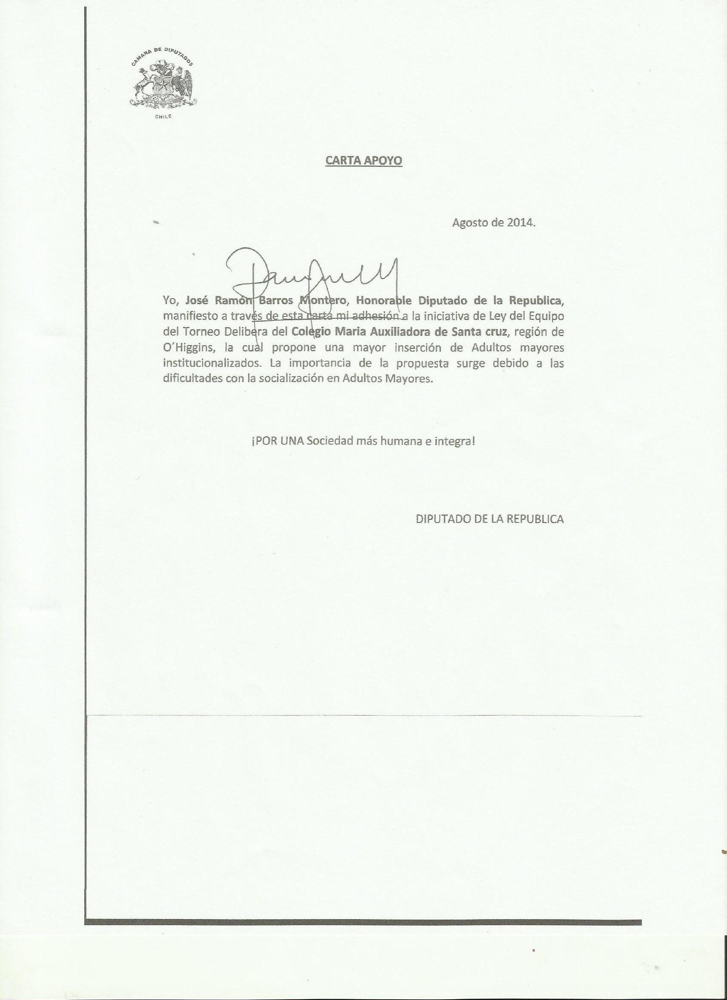 CAMARA DE DIPUTADOS
CHILE
CARTA APOYO
Agosto de 2014.
Yo, José Ramón Barros Montero, Honorable Diputado de la Republica,
manifiesto a través de esta carta mi adhesión a la iniciativa de Ley del Equipo
del Torneo Delibera del Colegio Maria Auxiliadora de Santa cruz, región de
O´Higgins, la cual propone una mayor inserción de Adultos mayores
institucionalizados. La importancia de la propuesta surge debido a las
dificultades con la socialización en Adultos Mayores.
¡POR UNA Sociedad más humana e integra!
DIPUTADO DE LA REPUBLICA